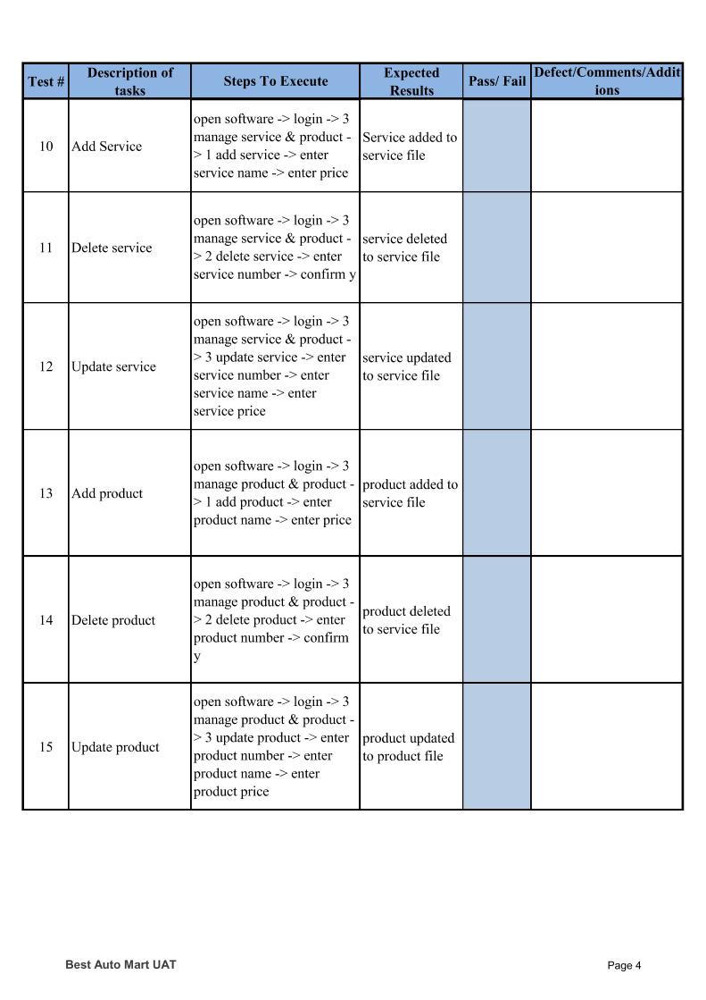 Test #
Description of
tasks
Steps To Execute
Expected
Results
Pass/ Fail
Defect/Comments/Addit
ions
10
Add Service
open software -> login -> 3
manage service & product -
> 1 add service -> enter
service name -> enter price
Service added to
service file
11
Delete service
open software -> login -> 3
manage service & product -
> 2 delete service -> enter
service number -> confirm y
service deleted
to service file
12
Update service
open software -> login -> 3
manage service & product -
> 3 update service -> enter
service number -> enter
service name -> enter
service price
service updated
to service file
13
Add product
open software -> login -> 3
manage product & product -
> 1 add product -> enter
product name -> enter price
product added to
service file
14
Delete product
open software -> login -> 3
manage product & product -
> 2 delete product -> enter
product number -> confirm
y
product deleted
to service file
15
Update product
open software -> login -> 3
manage product & product -
> 3 update product -> enter
product number -> enter
product name -> enter
product price
product updated
to product file
Best Auto Mart UAT
Page 4